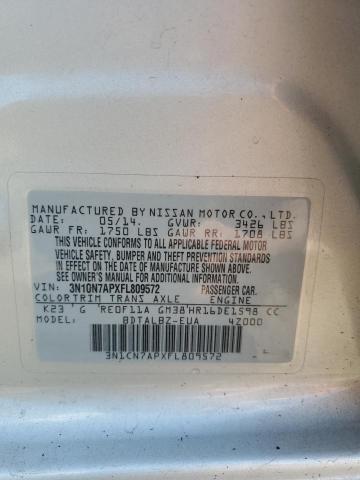 MANUFACTURED BY NISSAN MOTOR CO., LTD.
DATE: 05/14. GVWR: 3426 LBS
GAWR FR: 1750 LBS GAWR RR: 1708 LBS
THIS VEHICLE CONFORMS TO ALL APPLICABLE FEDERAL MOTOR
VEHICLE SAFETY, BUMPER, AND THEFT PREVENTION STANDARDS
IN EFFECT ON THE DATE OF MANUFACTURE SHOWN ABOVE.
SEE OWNER'S MANUAL FOR ADDITIONAL INFORMATION.
VIN: 3N1CN7APXFL809572 PASSENGER CAR.
COLOR TRIM TRANS AXLE ENGINE
K23 G RE0F11A GM38 HR16DE1598 CC
MODEL: BDTALBZ-EUA 4Z000
3N1CN7APXFL809572